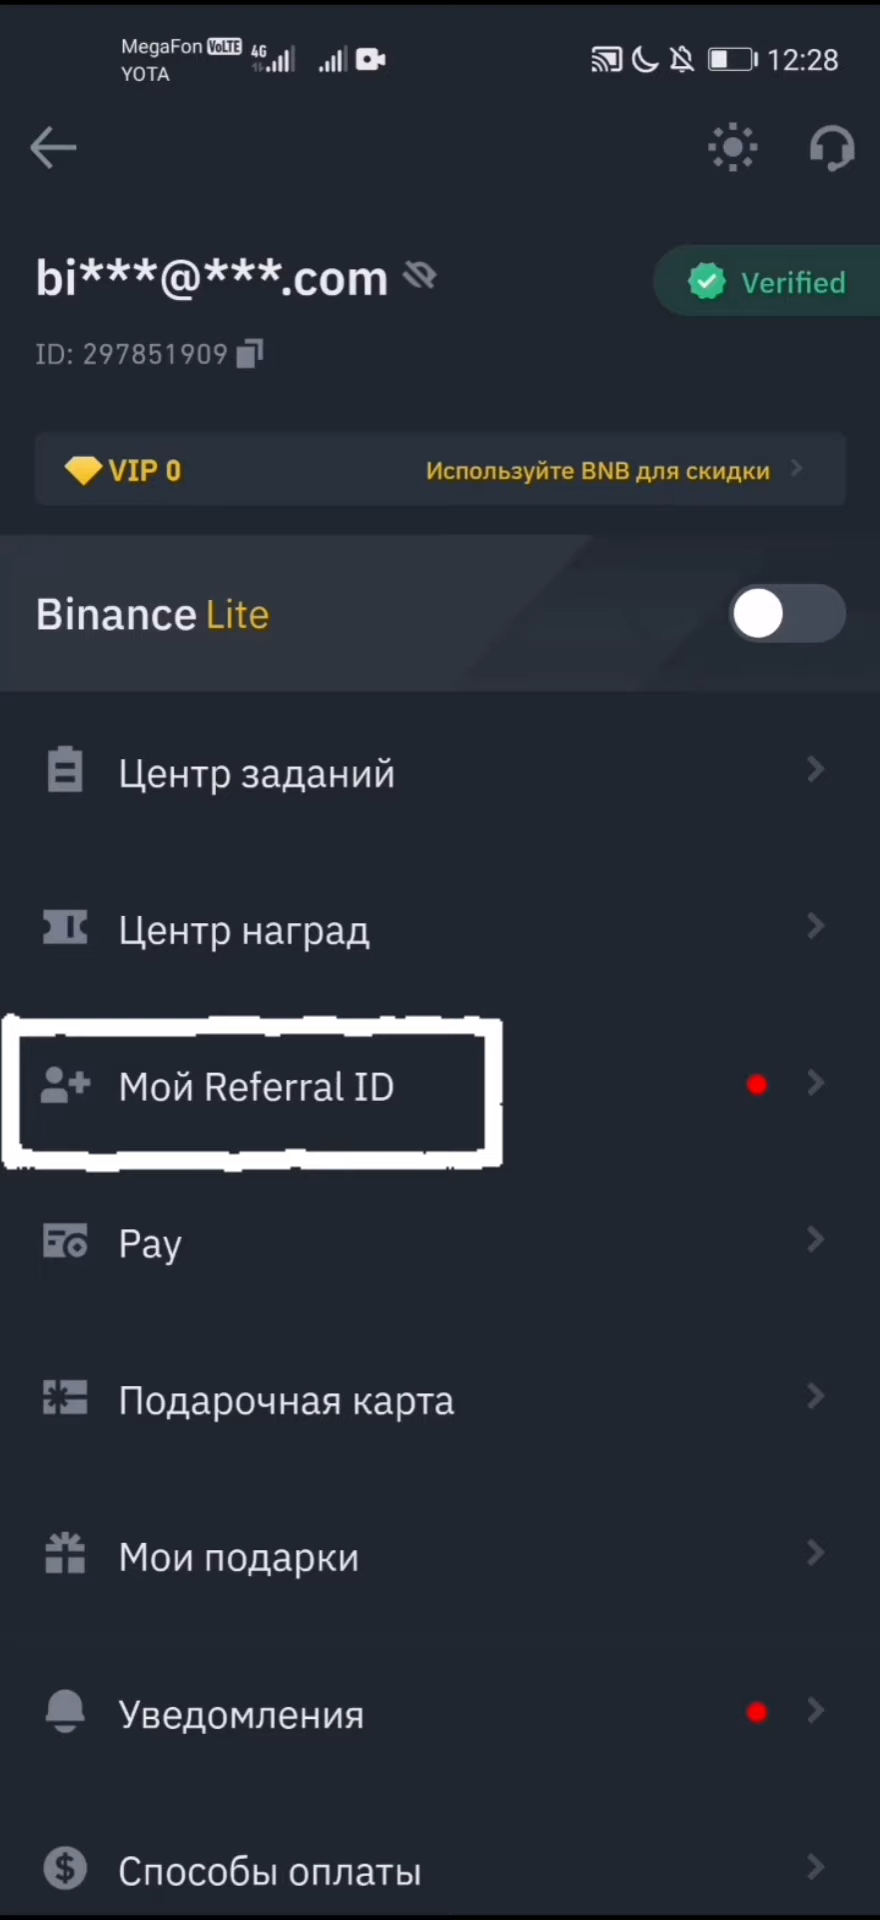 MegaFon VoLTE 4G 12:28
YOTA
bi***@***.com
Verified
ID: 297851909
VIP 0 Используйте BNB для скидки
Binance Lite
Центр заданий
Центр наград
Мой Referral ID
Pay
Подарочная карта
Мои подарки
Уведомления
Способы оплаты